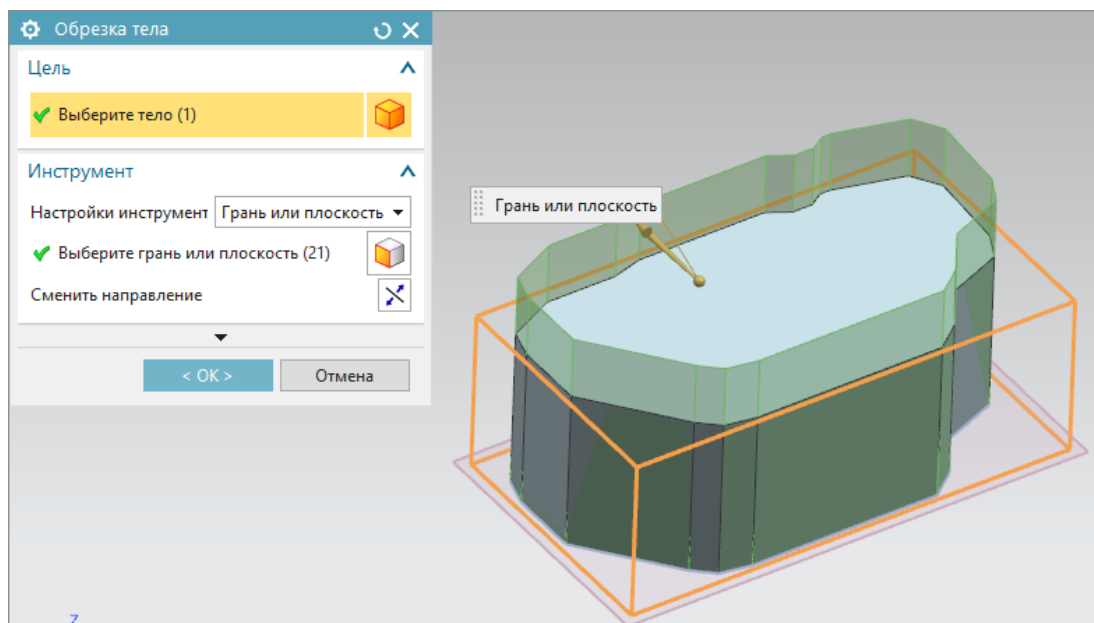 Обрезка тела
Цель
Выберите тело (1)
Инструмент
Настройки инструмент
Грань или плоскость
Выберите грань или плоскость (21)
Сменить направление
< OK >
Отмена
Грань или плоскость
Z